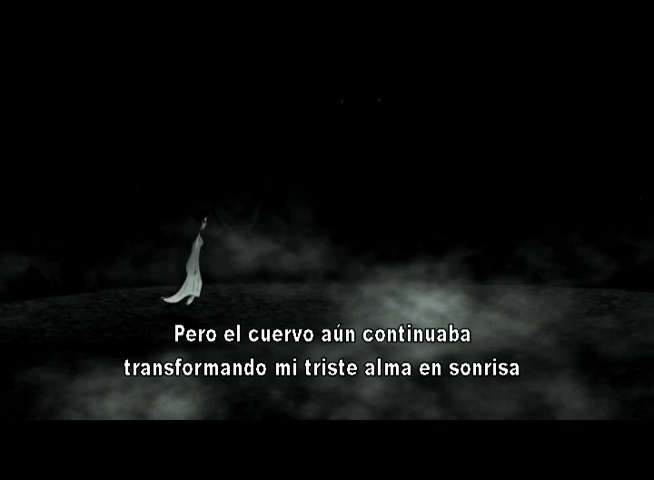 Pero el cuervo aún continuaba
transformando mi triste alma en sonrisa